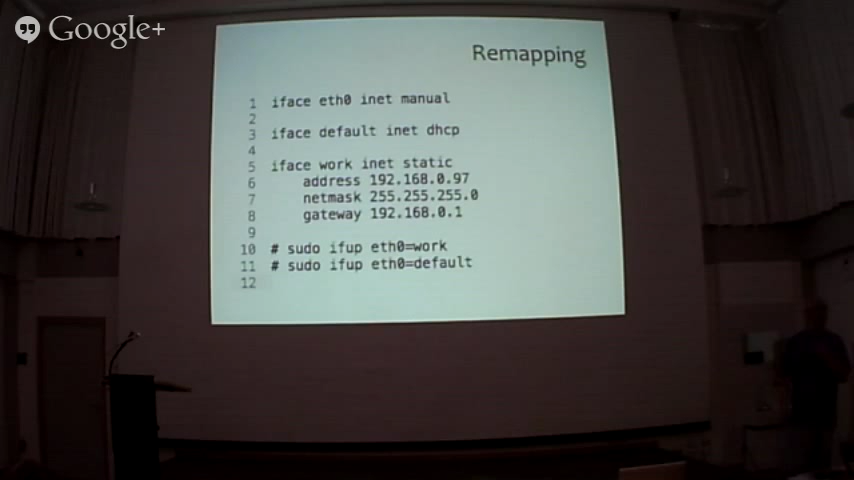 Google+
Remapping
1 iface eth0 inet manual
2
3 iface default inet dhcp
4
5 iface work inet static
6 address 192.168.0.97
7 netmask 255.255.255.0
8 gateway 192.168.0.1
9
10 # sudo ifup eth0=work
11 # sudo ifup eth0=default
12